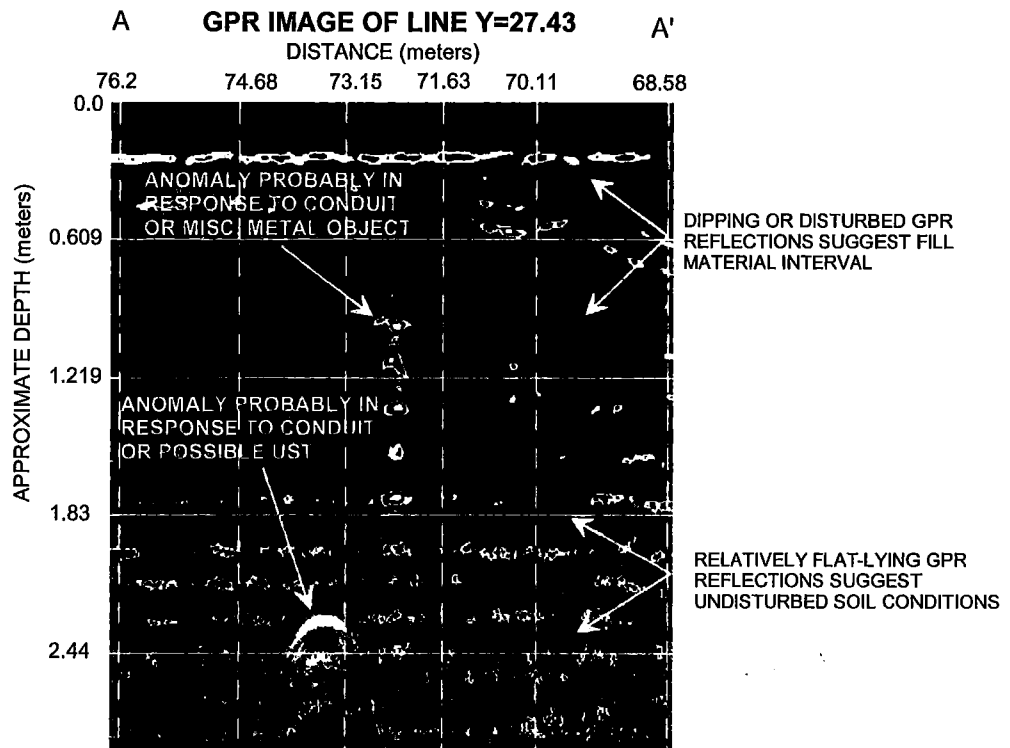 A GPR IMAGE OF LINE Y=27.43 A'
DISTANCE (meters)
76.2 74.68 73.15 71.63 70.11 68.58
0.0
ANOMALY PROBABLY IN
RESPONSE TO CONDUIT
OR MISC. METAL OBJECT
0.609
DIPPING OR DISTURBED GPR
REFLECTIONS SUGGEST FILL
MATERIAL INTERVAL
APPROXIMATE DEPTH (meters)
1.219
ANOMALY PROBABLY IN
RESPONSE TO CONDUIT
OR POSSIBLE UST
1.83
RELATIVELY FLAT-LYING GPR
REFLECTIONS SUGGEST
UNDISTURBED SOIL CONDITIONS
2.44